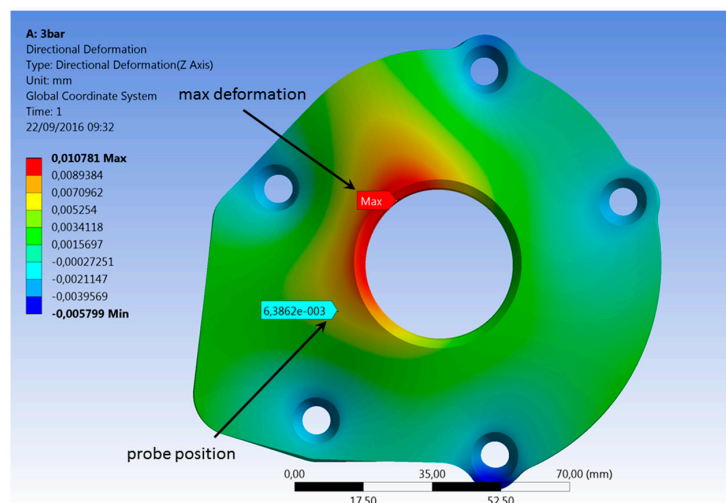 A: 3bar
Directional Deformation
Type: Directional Deformation(Z Axis)
Unit: mm
Global Coordinate System
Time: 1
22/09/2016 09:32
max deformation
0,010781 Max
0,0089384
0,0070962
0,005254
0,0034118
0,0015697
-0,00027251
-0,0021147
-0,0039569
-0,005799 Min
Max
6,3862e-003
probe position
0,00 35,00 70,00 (mm)
17,50 52,50